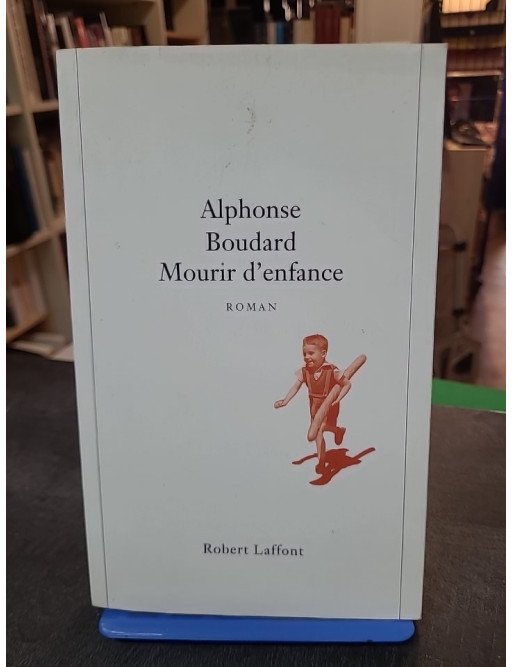 Alphonse
Boudard
Mourir d'enfance
ROMAN
Robert Laffont